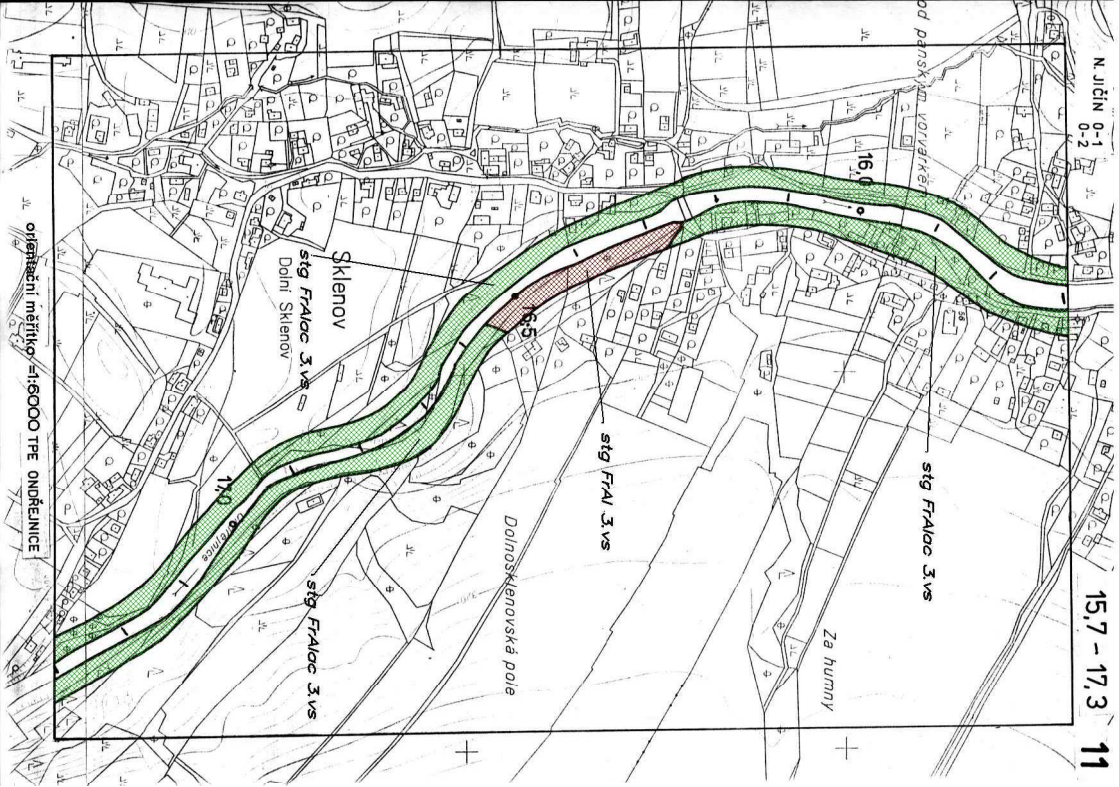 N. JIČÍN 0-1
0-2
15,7 - 17,3
11
od panským dvorem
16,0
stg FrAlac 3.vs
Za humny
stg FrAl 3.vs
16,5
Dolnosklenovská pole
Sklenov
Dolní Sklenov
stg FrAlac 3.vs
17,0
stg FrAlac 3.vs
orientační měřítko =1:6000 TPE ONDŘEJNICE